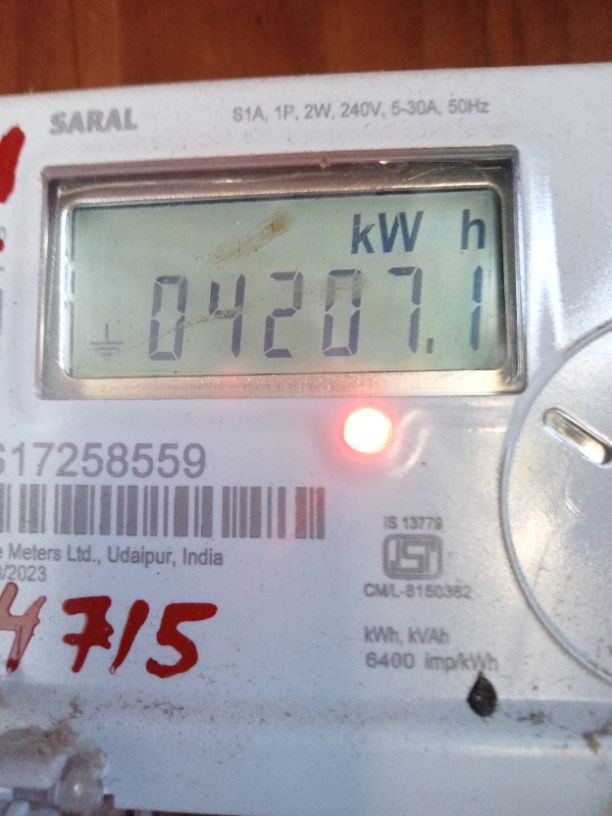 SARAL
S1A, 1P, 2W, 240V, 5-30A, 50Hz
kW h
04207.1
17258559
Meters Ltd., Udaipur, India
/2023
IS 13779
CM/L-8150362
kWh, kVAh
6400 imp/kWh
4715